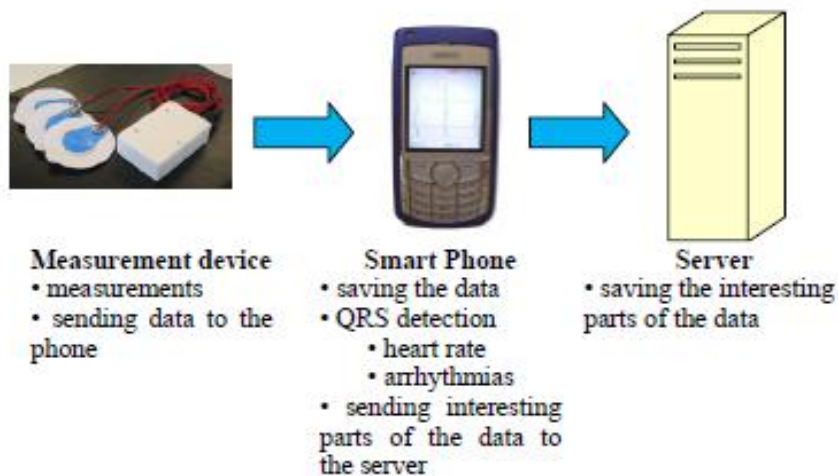 Measurement device
• measurements
• sending data to the
phone
Smart Phone
• saving the data
• QRS detection
• heart rate
• arrhythmias
• sending interesting
parts of the data to
the server
Server
• saving the interesting
parts of the data